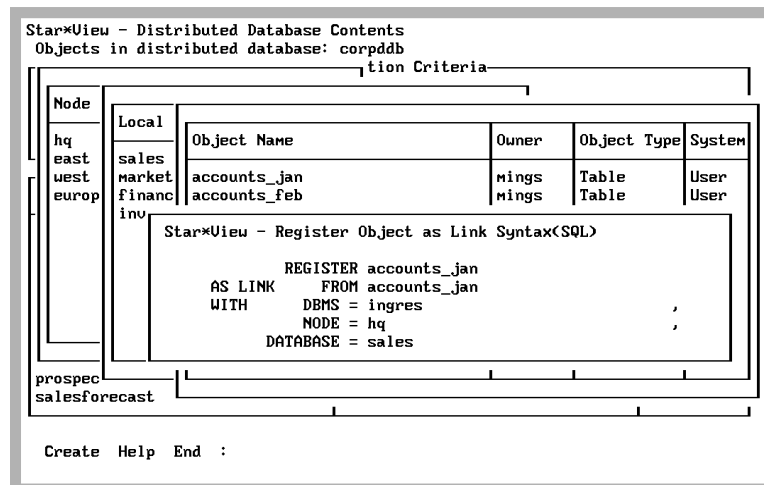 Star*View - Distributed Database Contents
Objects in distributed database: corpddb
tion Criteria
Node
Local
Object Name Owner Object Type System
hq
east sales
west market accounts_jan mings Table User
europ financ accounts_feb mings Table User
inv
Star*View - Register Object as Link Syntax(SQL)
REGISTER accounts_jan
AS LINK FROM accounts_jan
WITH DBMS = ingres ,
NODE = hq ,
DATABASE = sales
prospec
salesforecast
Create Help End :